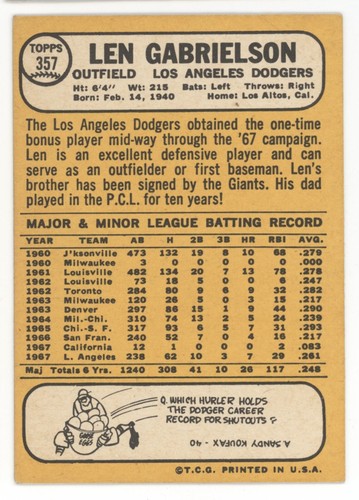 TOPPS
357
LEN GABRIELSON
OUTFIELD LOS ANGELES DODGERS
Ht: 6'4" Wt: 215 Bats: Left Throws: Right
Born: Feb. 14, 1940 Home: Los Altos, Cal.
The Los Angeles Dodgers obtained the one-time
bonus player mid-way through the '67 campaign.
Len is an excellent defensive player and can
serve as an outfielder or first baseman. Len's
brother has been signed by the Giants. His dad
played in the P.C.L. for ten years!
MAJOR & MINOR LEAGUE BATTING RECORD
YEAR TEAM AB H 2B 3B HR RBI AVG.
1960 J'ksonville 473 132 19 8 10 68 .279
1960 Milwaukee 3 0 0 0 0 0 .000
1961 Louisville 482 134 20 7 13 78 .278
1962 Louisville 73 18 5 0 0 6 .247
1962 Toronto 284 80 9 6 9 32 .282
1963 Milwaukee 120 26 5 0 3 15 .217
1963 Denver 297 86 15 1 9 44 .290
1964 Mil.-Chi. 310 74 13 2 5 24 .239
1965 Chi.-S. F. 317 93 6 5 7 31 .293
1966 San Fran. 240 52 7 0 4 16 .217
1967 California 12 1 0 0 0 2 .083
1967 L. Angeles 238 62 10 3 7 29 .261
Maj Totals 6 Yrs. 1240 308 41 10 26 117 .248
Q. WHICH HURLER HOLDS
THE DODGER CAREER
RECORD FOR SHUTOUTS?
A. SANDY KOUFAX - 40
GOOSE
EGGS
©T.C.G. PRINTED IN U.S.A.